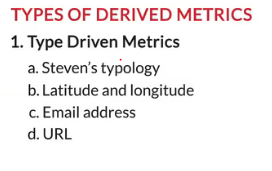 TYPES OF DERIVED METRICS
1. Type Driven Metrics
a. Steven's typology
b. Latitude and longitude
c. Email address
d. URL